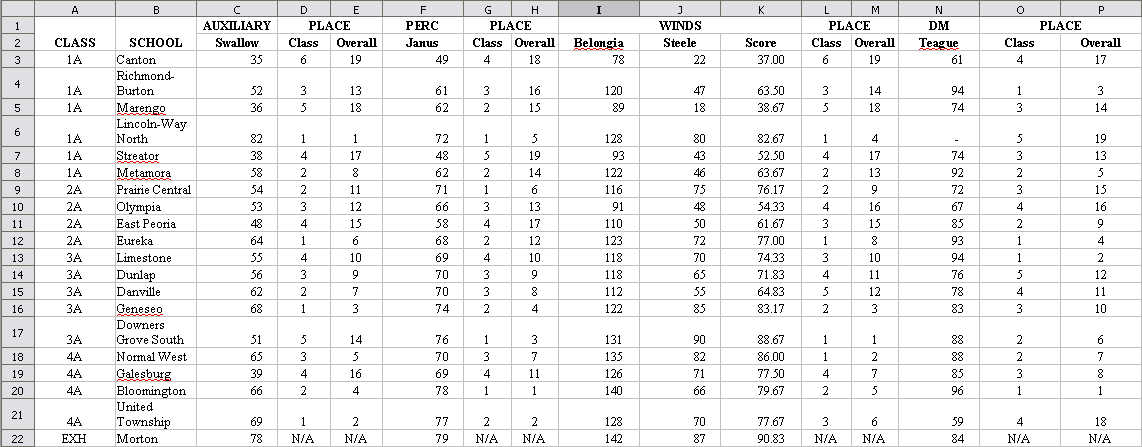 A B C D E F G H I J K L M N O P
1 AUXILIARY PLACE PERC PLACE WINDS PLACE DM PLACE
2 CLASS SCHOOL Swallow Class Overall Janus Class Overall Belongia Steele Score Class Overall Teague Class Overall
3 1A Canton 35 6 19 49 4 18 78 22 37.00 6 19 61 4 17
Richmond-
4 1A Burton 52 3 13 61 3 16 120 47 63.50 3 14 94 1 3
5 1A Marengo 36 5 18 62 2 15 89 18 38.67 5 18 74 3 14
Lincoln-Way
6 1A North 82 1 1 72 1 5 128 80 82.67 1 4 - 5 19
7 1A Streator 38 4 17 48 5 19 93 43 52.50 4 17 74 3 13
8 1A Metamora 58 2 8 62 2 14 122 46 63.67 2 13 92 2 5
9 2A Prairie Central 54 2 11 71 1 6 116 75 76.17 2 9 72 3 15
10 2A Olympia 53 3 12 66 3 13 91 48 54.33 4 16 67 4 16
11 2A East Peoria 48 4 15 58 4 17 110 50 61.67 3 15 85 2 9
12 2A Eureka 64 1 6 68 2 12 123 72 77.00 1 8 93 1 4
13 3A Limestone 55 4 10 69 4 10 118 70 74.33 3 10 94 1 2
14 3A Dunlap 56 3 9 70 3 9 118 65 71.83 4 11 76 5 12
15 3A Danville 62 2 7 70 3 8 112 55 64.83 5 12 78 4 11
16 3A Geneseo 68 1 3 74 2 4 122 85 83.17 2 3 83 3 10
Downers
17 3A Grove South 51 5 14 76 1 3 131 90 88.67 1 1 88 2 6
18 4A Normal West 65 3 5 70 3 7 135 82 86.00 1 2 88 2 7
19 4A Galesburg 39 4 16 69 4 11 126 71 77.50 4 7 85 3 8
20 4A Bloomington 66 2 4 78 1 1 140 66 79.67 2 5 96 1 1
United
21 4A Township 69 1 2 77 2 2 128 70 77.67 3 6 59 4 18
22 EXH Morton 78 N/A N/A 79 N/A N/A 142 87 90.83 N/A N/A 84 N/A N/A